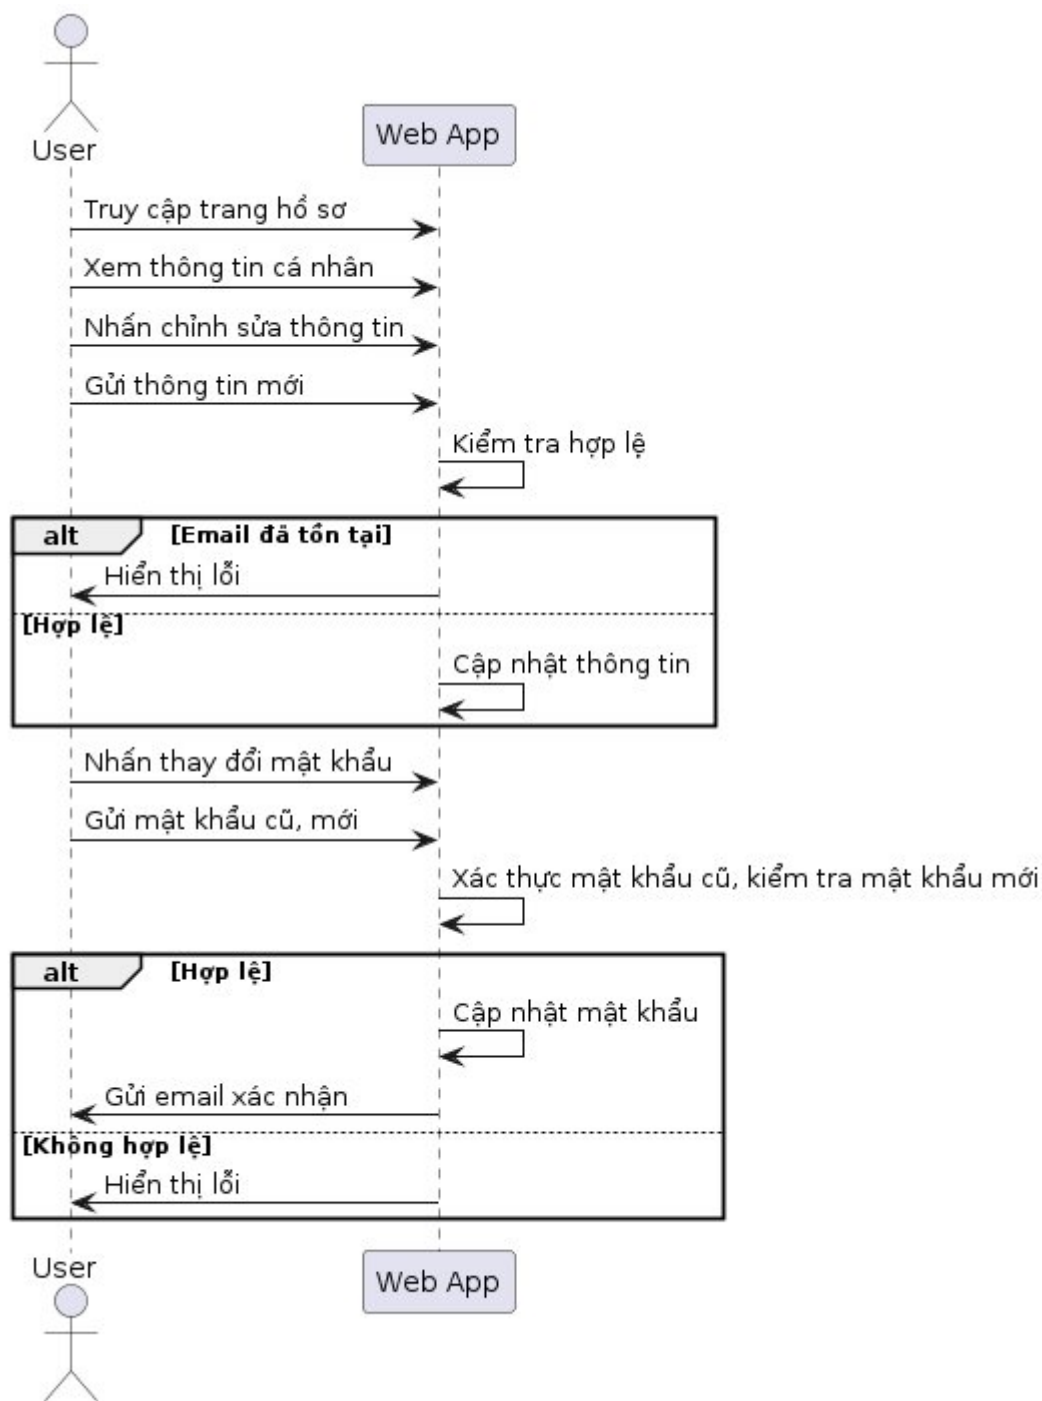 User
Web App
Truy cập trang hồ sơ
Xem thông tin cá nhân
Nhấn chỉnh sửa thông tin
Gửi thông tin mới
Kiểm tra hợp lệ
alt [Email đã tồn tại]
Hiển thị lỗi
[Hợp lệ]
Cập nhật thông tin
Nhấn thay đổi mật khẩu
Gửi mật khẩu cũ, mới
Xác thực mật khẩu cũ, kiểm tra mật khẩu mới
alt [Hợp lệ]
Cập nhật mật khẩu
Gửi email xác nhận
[Không hợp lệ]
Hiển thị lỗi
User
Web App